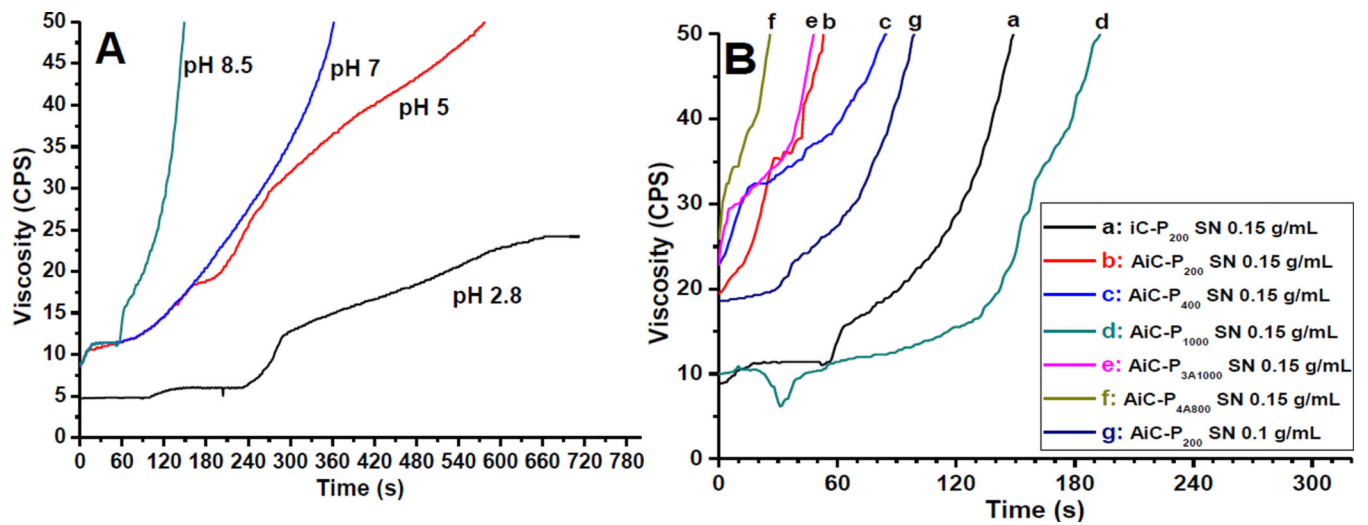 A
pH 8.5
pH 7
pH 5
pH 2.8
Viscosity (CPS)
50
45
40
35
30
25
20
15
10
5
0
0 60 120 180 240 300 360 420 480 540 600 660 720 780
Time (s)
B
f e b c g a d
Viscosity (CPS)
50
40
30
20
10
0
0 60 120 180 240 300
Time (s)
a: iC-P200 SN 0.15 g/mL
b: AiC-P200 SN 0.15 g/mL
c: AiC-P400 SN 0.15 g/mL
d: AiC-P1000 SN 0.15 g/mL
e: AiC-P3A1000 SN 0.15 g/mL
f: AiC-P4A800 SN 0.15 g/mL
g: AiC-P200 SN 0.1 g/mL